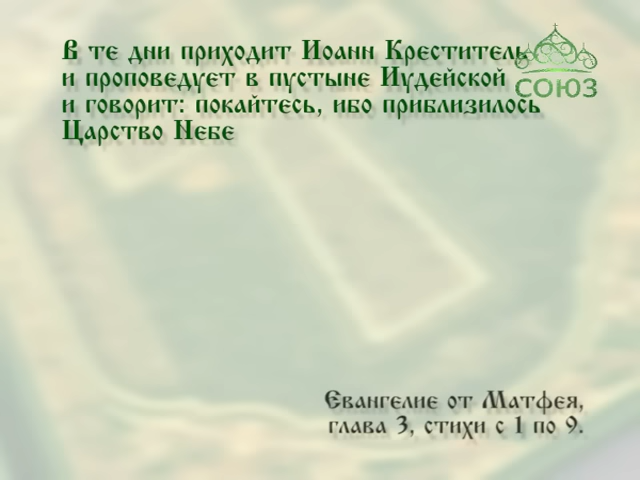 В те дни приходит Иоанн Креститель
и проповедует в пустыне Иудейской
и говорит: покайтесь, ибо приблизилось
Царство Небе
СОЮЗ
Евангелие от Матфея,
глава 3, стихи с 1 по 9.